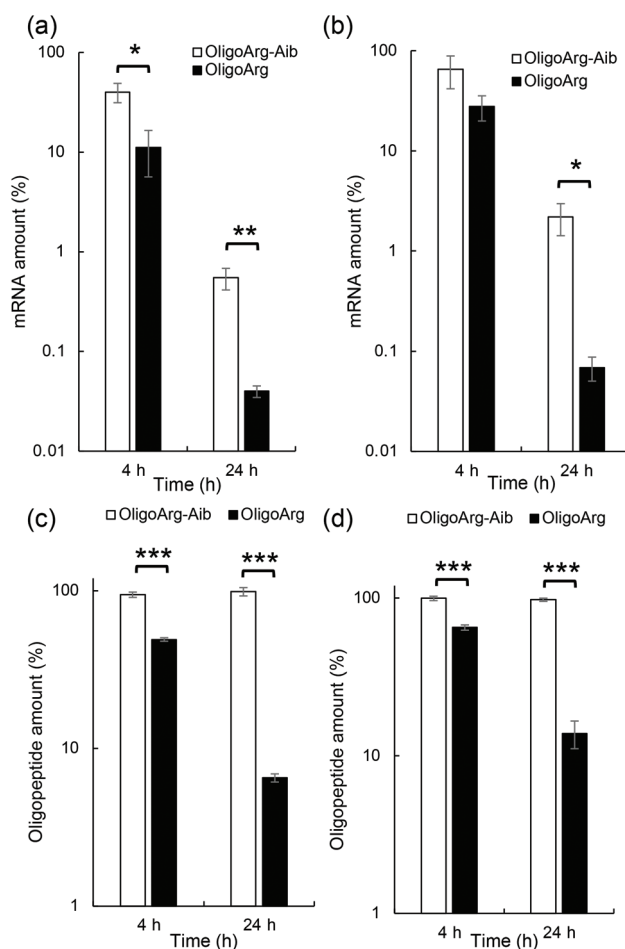 (a)
OligoArg-Aib
OligoArg
*
**
100
10
1
0.1
0.01
mRNA amount (%)
4 h 24 h
Time (h)
(b)
OligoArg-Aib
OligoArg
*
100
10
1
0.1
0.01
mRNA amount (%)
4 h 24 h
Time (h)
(c)
OligoArg-Aib OligoArg
*** ***
100
10
1
Oligopeptide amount (%)
4 h 24 h
Time (h)
(d)
OligoArg-Aib OligoArg
*** ***
100
10
1
Oligopeptide amount (%)
4 h 24 h
Time (h)